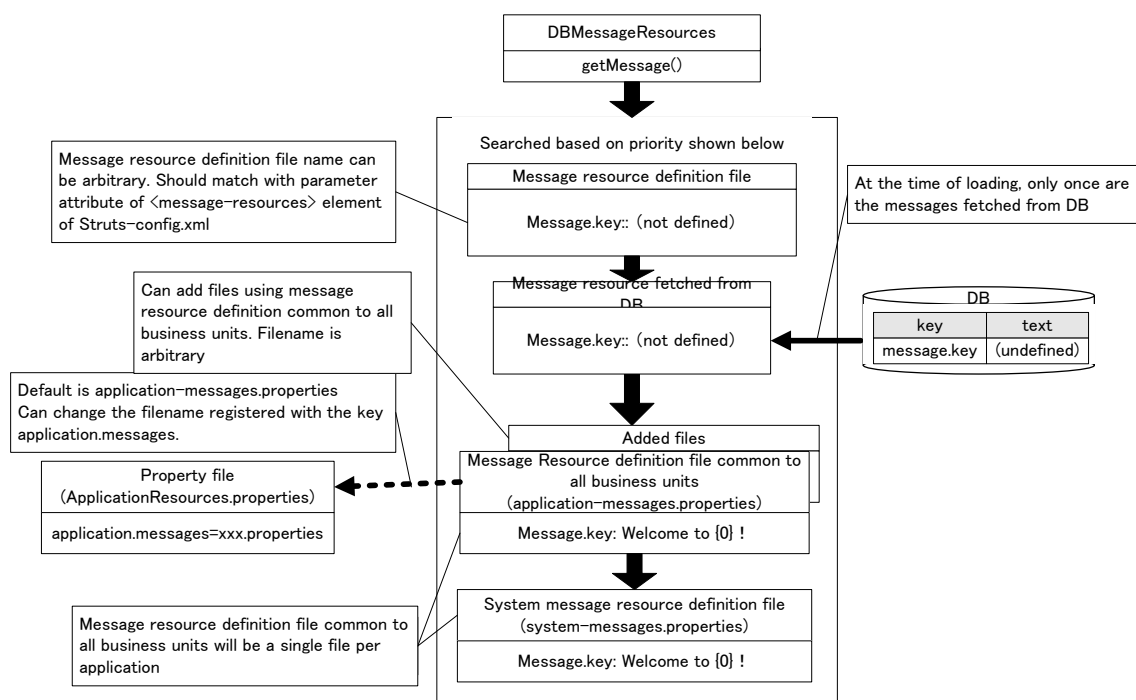 DBMessageResources
getMessage()
Searched based on priority shown below
Message resource definition file name can
be arbitrary. Should match with parameter
attribute of <message-resources> element
of Struts-config.xml
Message resource definition file
Message.key:: (not defined)
At the time of loading, only once are
the messages fetched from DB
Can add files using message
resource definition common to all
business units. Filename is
arbitrary
Message resource fetched from
DB
Message.key:: (not defined)
DB
key text
message.key (undefined)
Default is application-messages.properties
Can change the filename registered with the key
application.messages.
Added files
Message Resource definition file common to
all business units
(application-messages.properties)
Message.key: Welcome to {0} !
Property file
(ApplicationResources.properties)
application.messages=xxx.properties
System message resource definition file
(system-messages.properties)
Message.key: Welcome to {0} !
Message resource definition file common to
all business units will be a single file per
application